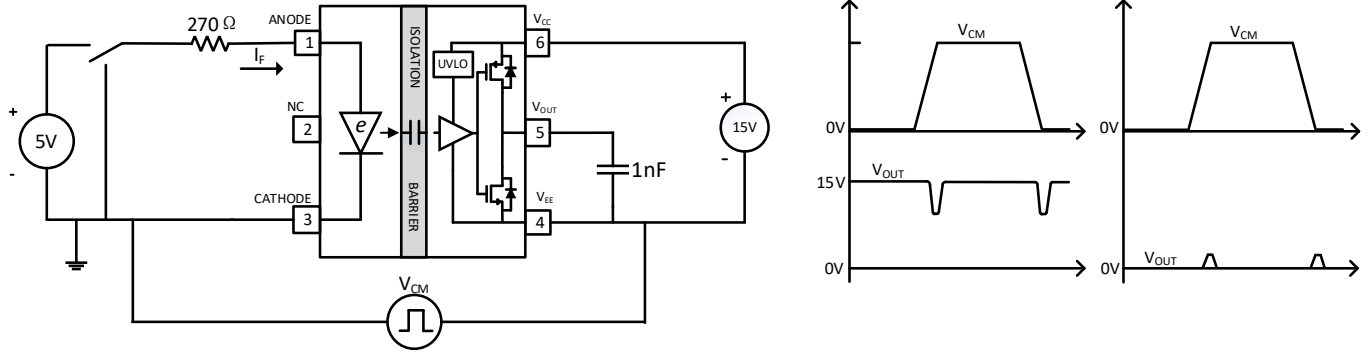 270 Ω
I_F
5V
+
-
ANODE
1
NC
2
CATHODE
3
e
ISOLATION
BARRIER
UVLO
V_CC
6
V_OUT
5
V_EE
4
1nF
+
15V
-
V_CM
V_CM
0V
15V
V_OUT
0V
V_CM
0V
0V
V_OUT